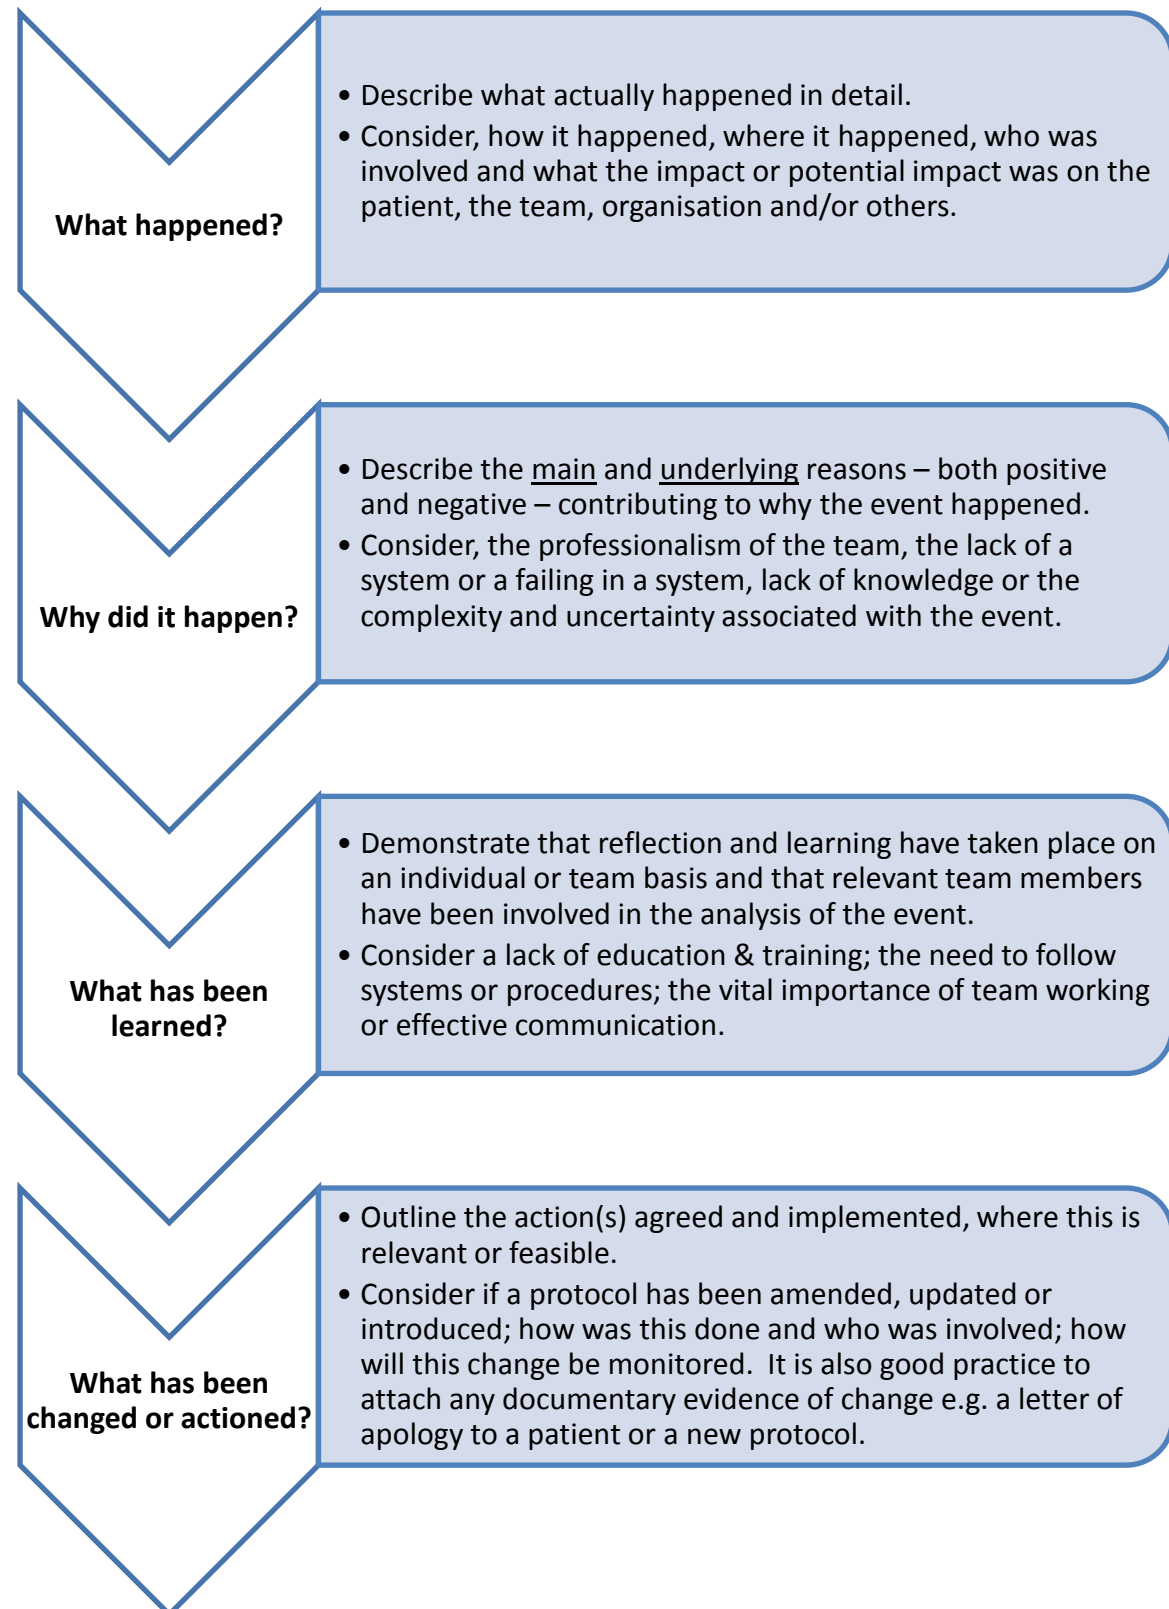 What happened?
• Describe what actually happened in detail.
• Consider, how it happened, where it happened, who was
involved and what the impact or potential impact was on the
patient, the team, organisation and/or others.
Why did it happen?
• Describe the main and underlying reasons – both positive
and negative – contributing to why the event happened.
• Consider, the professionalism of the team, the lack of a
system or a failing in a system, lack of knowledge or the
complexity and uncertainty associated with the event.
What has been
learned?
• Demonstrate that reflection and learning have taken place on
an individual or team basis and that relevant team members
have been involved in the analysis of the event.
• Consider a lack of education & training; the need to follow
systems or procedures; the vital importance of team working
or effective communication.
What has been
changed or actioned?
• Outline the action(s) agreed and implemented, where this is
relevant or feasible.
• Consider if a protocol has been amended, updated or
introduced; how was this done and who was involved; how
will this change be monitored.  It is also good practice to
attach any documentary evidence of change e.g. a letter of
apology to a patient or a new protocol.